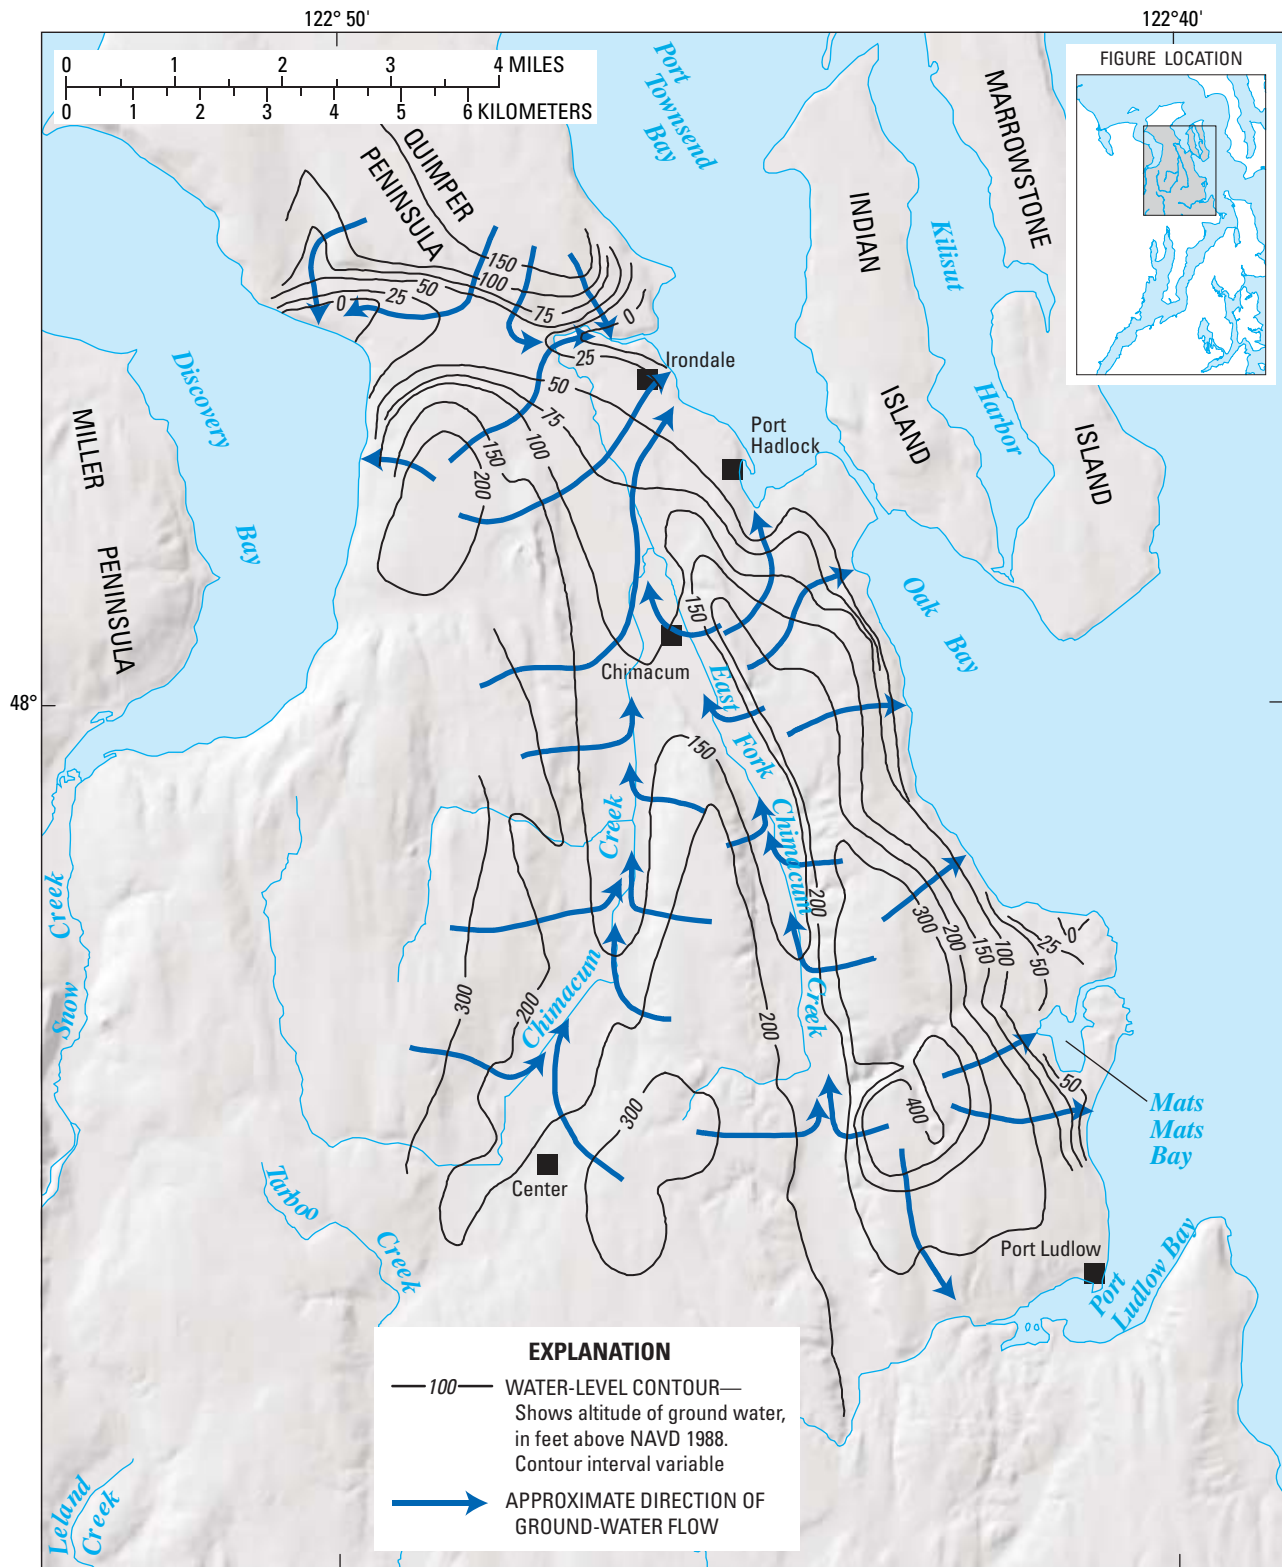 122° 50'
122° 40'
0 1 2 3 4 MILES
0 1 2 3 4 5 6 KILOMETERS
FIGURE LOCATION
Port
Townsend
Bay
QUIMPER
PENINSULA
INDIAN
ISLAND
Kilisut
Harbor
MARROWSTONE
ISLAND
150
100
50
75
25
0
0
25
Irondale
50
75
100
150
200
Port
Hadlock
Discovery
Bay
MILLER
PENINSULA
Oak
Bay
150
Chimacum
48°
East
Fork
Chimacum
Creek
150
Creek
Chimacum
200
300
200
150
100
50
25
0
Snow
Creek
300
200
200
300
400
50
Mats
Mats
Bay
Center
Tarboo
Creek
Port Ludlow
Port
Ludlow Bay
Leland
Creek
EXPLANATION
100
WATER-LEVEL CONTOUR—
Shows altitude of ground water,
in feet above NAVD 1988.
Contour interval variable
APPROXIMATE DIRECTION OF
GROUND-WATER FLOW